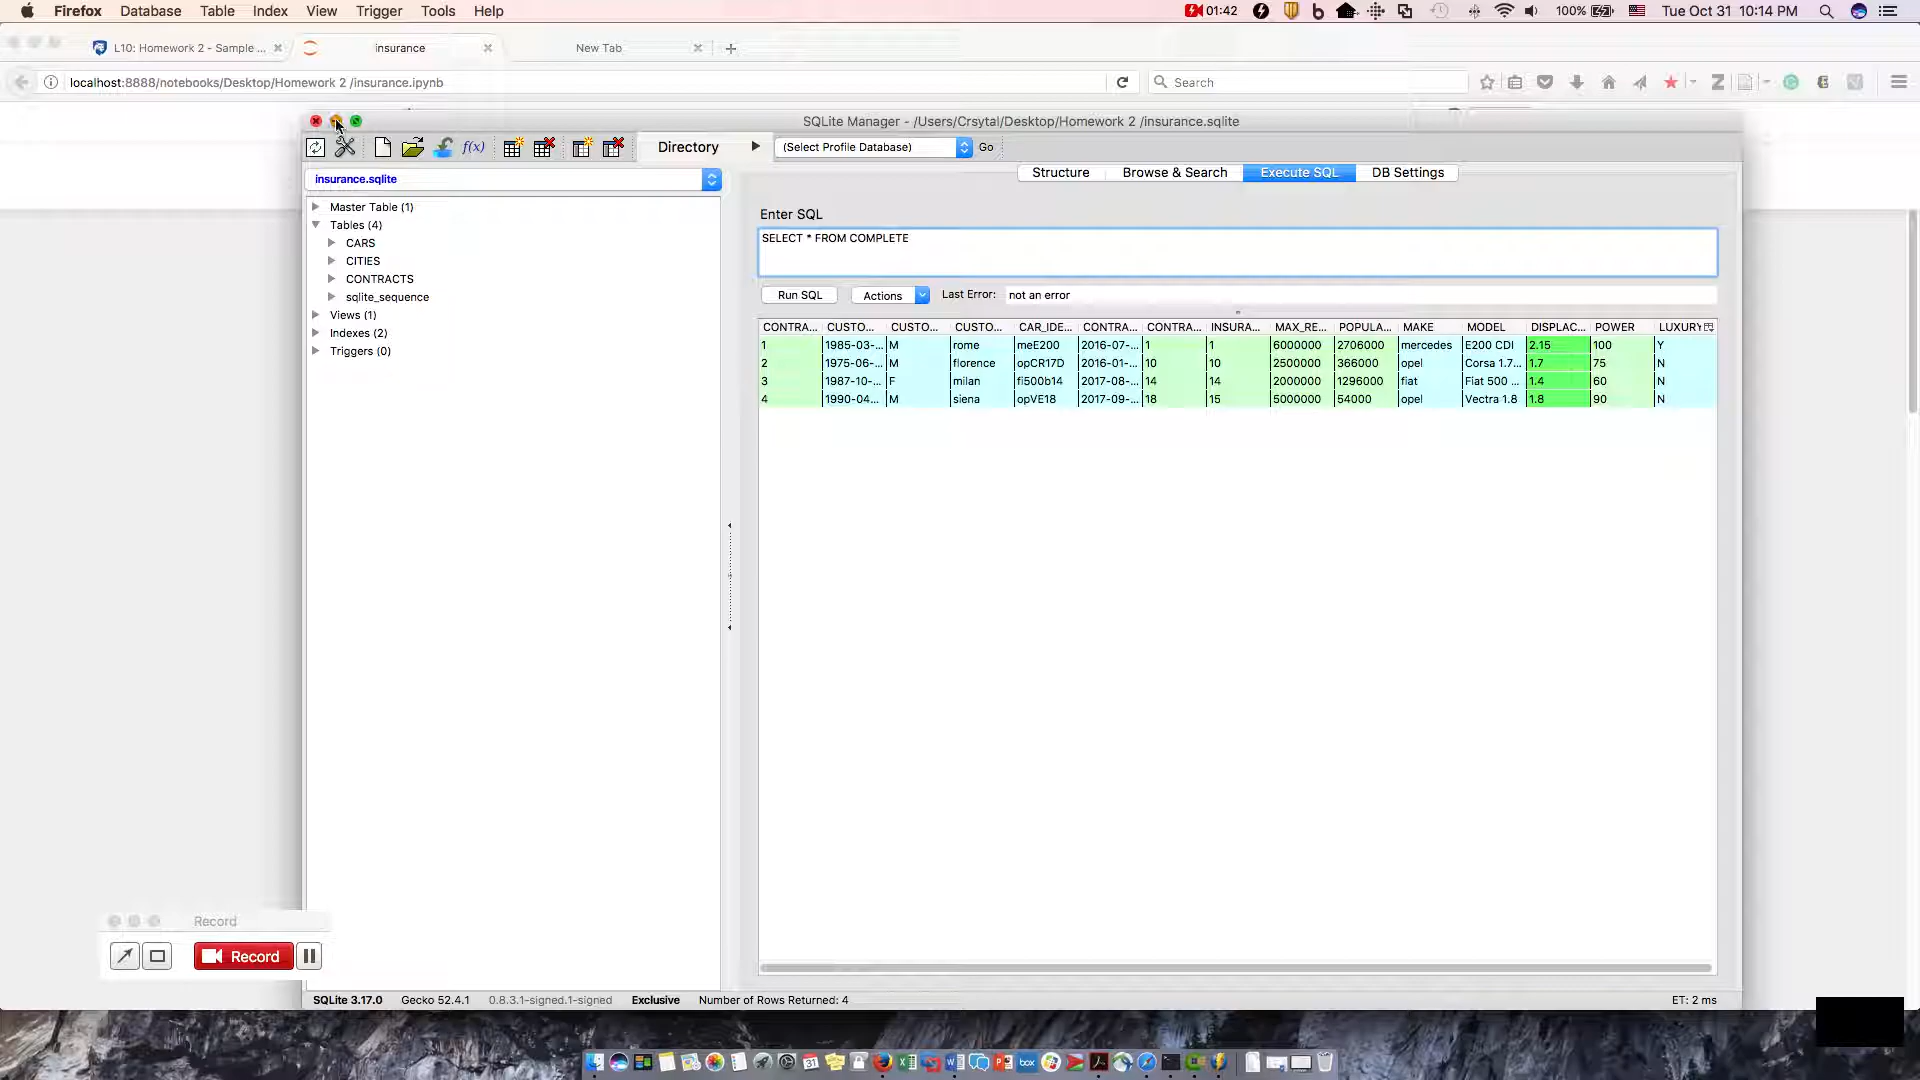 Firefox Database Table Index View Trigger Tools Help 01:42 100% Tue Oct 31 10:14 PM
L10: Homework 2 - Sample ... insurance New Tab
localhost:8888/notebooks/Desktop/Homework 2 /insurance.ipynb Search
SQLite Manager - /Users/Crsytal/Desktop/Homework 2 /insurance.sqlite
f(x) Directory (Select Profile Database) Go
insurance.sqlite
Structure Browse & Search Execute SQL DB Settings
Master Table (1)
Tables (4)
CARS
CITIES
CONTRACTS
sqlite_sequence
Views (1)
Indexes (2)
Triggers (0)
Enter SQL
SELECT * FROM COMPLETE
Run SQL Actions Last Error: not an error
CONTRA... CUSTO... CUSTO... CUSTO... CAR_IDE... CONTRA... CONTRA... INSURA... MAX_RE... POPULA... MAKE MODEL DISPLAC... POWER LUXURY
1 1985-03-... M rome meE200 2016-07-... 1 1 6000000 2706000 mercedes E200 CDI 2.15 100 Y
2 1975-06-... M florence opCR17D 2016-01-... 10 10 2500000 366000 opel Corsa 1.7... 1.7 75 N
3 1987-10-... F milan fi500b14 2017-08-... 14 14 2000000 1296000 fiat Fiat 500 ... 1.4 60 N
4 1990-04... M siena opVE18 2017-09-... 18 15 5000000 54000 opel Vectra 1.8 1.8 90 N
Record
Record
SQLite 3.17.0 Gecko 52.4.1 0.8.3.1-signed.1-signed Exclusive Number of Rows Returned: 4 ET: 2 ms